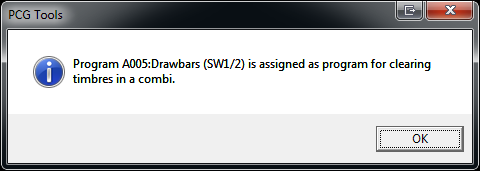 PCG Tools
Program A005:Drawbars (SW1/2) is assigned as program for clearing
timbres in a combi.
OK